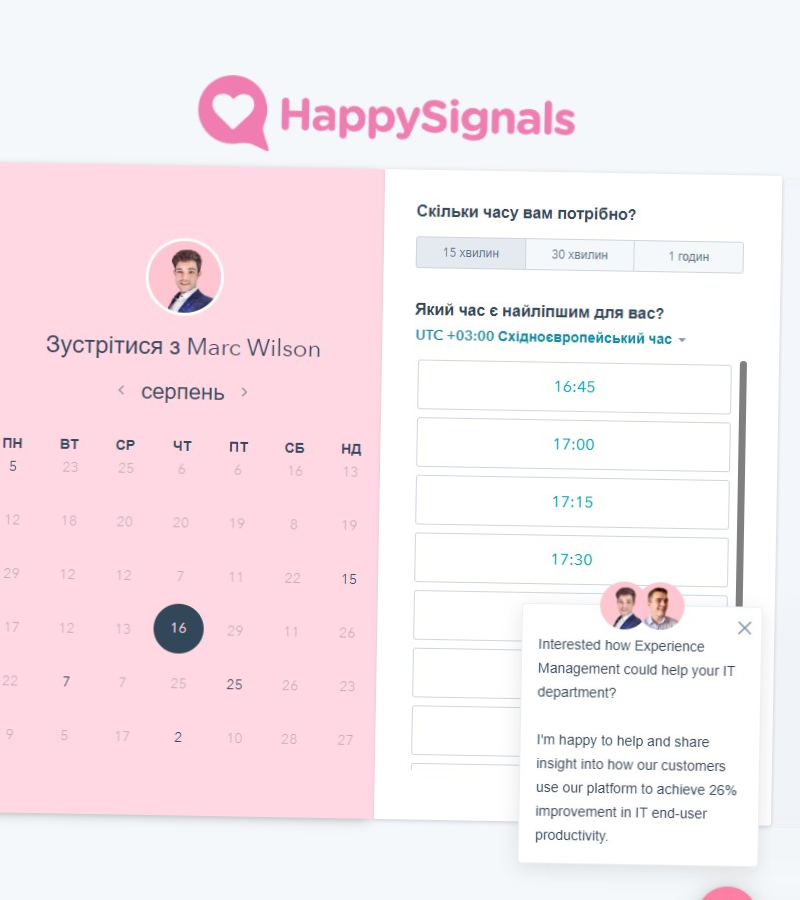 HappySignals
Зустрітися з Marc Wilson
серпень
ПН ВТ СР ЧТ ПТ СБ НД
5 23 25 6 6 16 13
12 18 20 20 19 8 19
29 12 12 7 11 22 15
17 12 13 16 29 11 26
22 7 7 25 25 26 23
9 5 17 2 10 28 27
Скільки часу вам потрібно?
15 хвилин 30 хвилин 1 годин
Який час є найліпшим для вас?
UTC +03:00 Східноєвропейський час
16:45
17:00
17:15
17:30
Interested how Experience
Management could help your IT
department?
I'm happy to help and share
insight into how our customers
use our platform to achieve 26%
improvement in IT end-user
productivity.